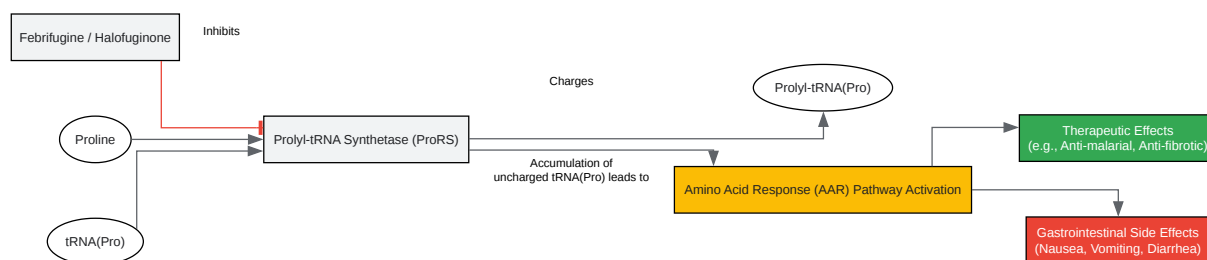 Febrifugine / Halofuginone
Inhibits
Charges
Prolyl-tRNA(Pro)
Proline
Prolyl-tRNA Synthetase (ProRS)
Therapeutic Effects
(e.g., Anti-malarial, Anti-fibrotic)
Accumulation of
uncharged tRNA(Pro) leads to
Amino Acid Response (AAR) Pathway Activation
tRNA(Pro)
Gastrointestinal Side Effects
(Nausea, Vomiting, Diarrhea)